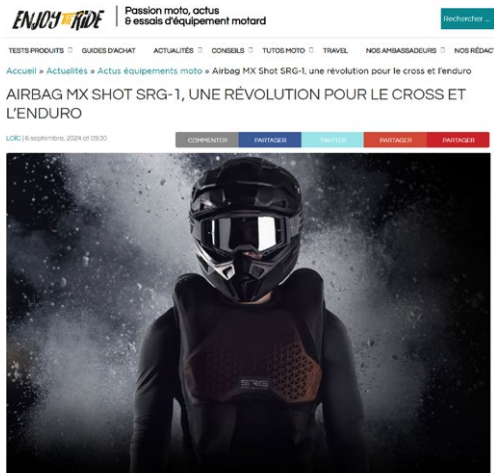 ENJOY THE RIDE
Passion moto, actus
& essais d'équipement motard
Rechercher ...
TESTS PRODUITS
GUIDES D'ACHAT
ACTUALITÉS
CONSEILS
TUTOS MOTO
TRAVEL
NOS AMBASSADEURS
NOS RÉDAC
Accueil » Actualités » Actus équipements moto » Airbag MX Shot SRG-1, une révolution pour le cross et l'enduro
AIRBAG MX SHOT SRG-1, UNE RÉVOLUTION POUR LE CROSS ET
L'ENDURO
LOÏC | 6 septembre, 2024 at 09:30
COMMENTER
PARTAGER
TWITTER
PARTAGER
PARTAGER
SRG